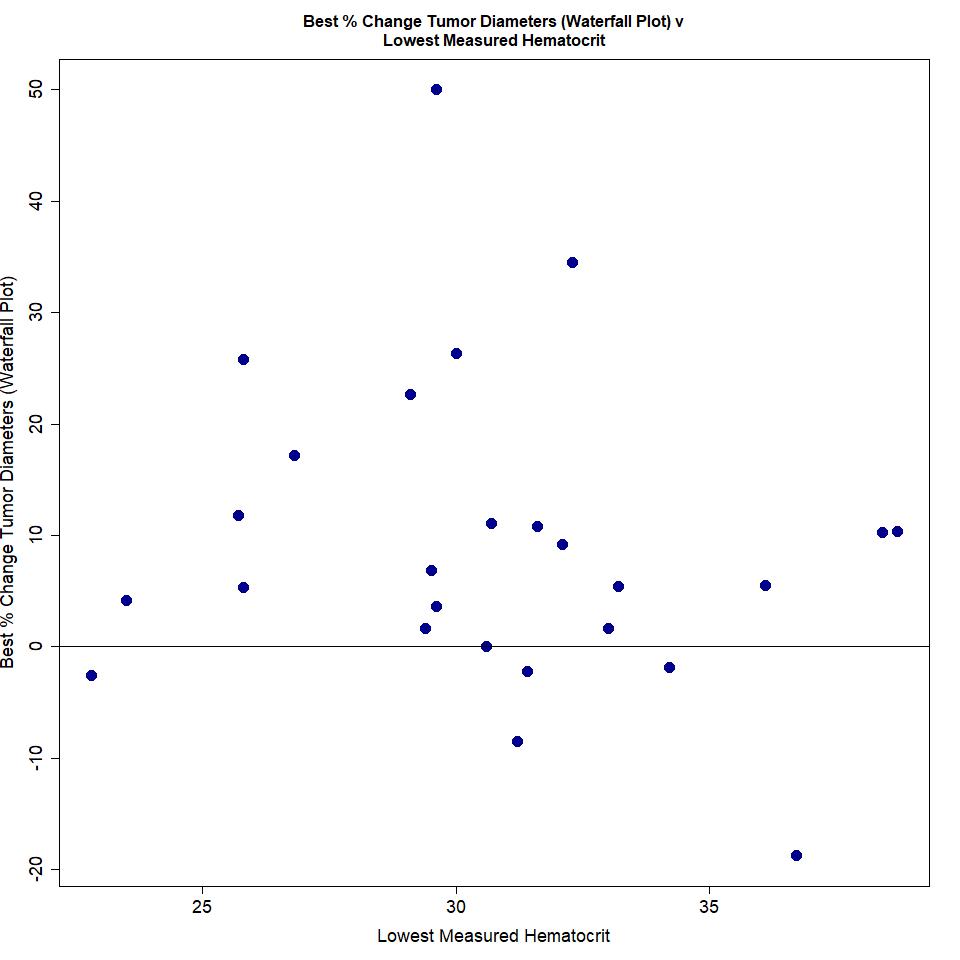 Best % Change Tumor Diameters (Waterfall Plot) v
Lowest Measured Hematocrit
Best % Change Tumor Diameters (Waterfall Plot)
50
40
30
20
10
0
-10
-20
25 30 35
Lowest Measured Hematocrit